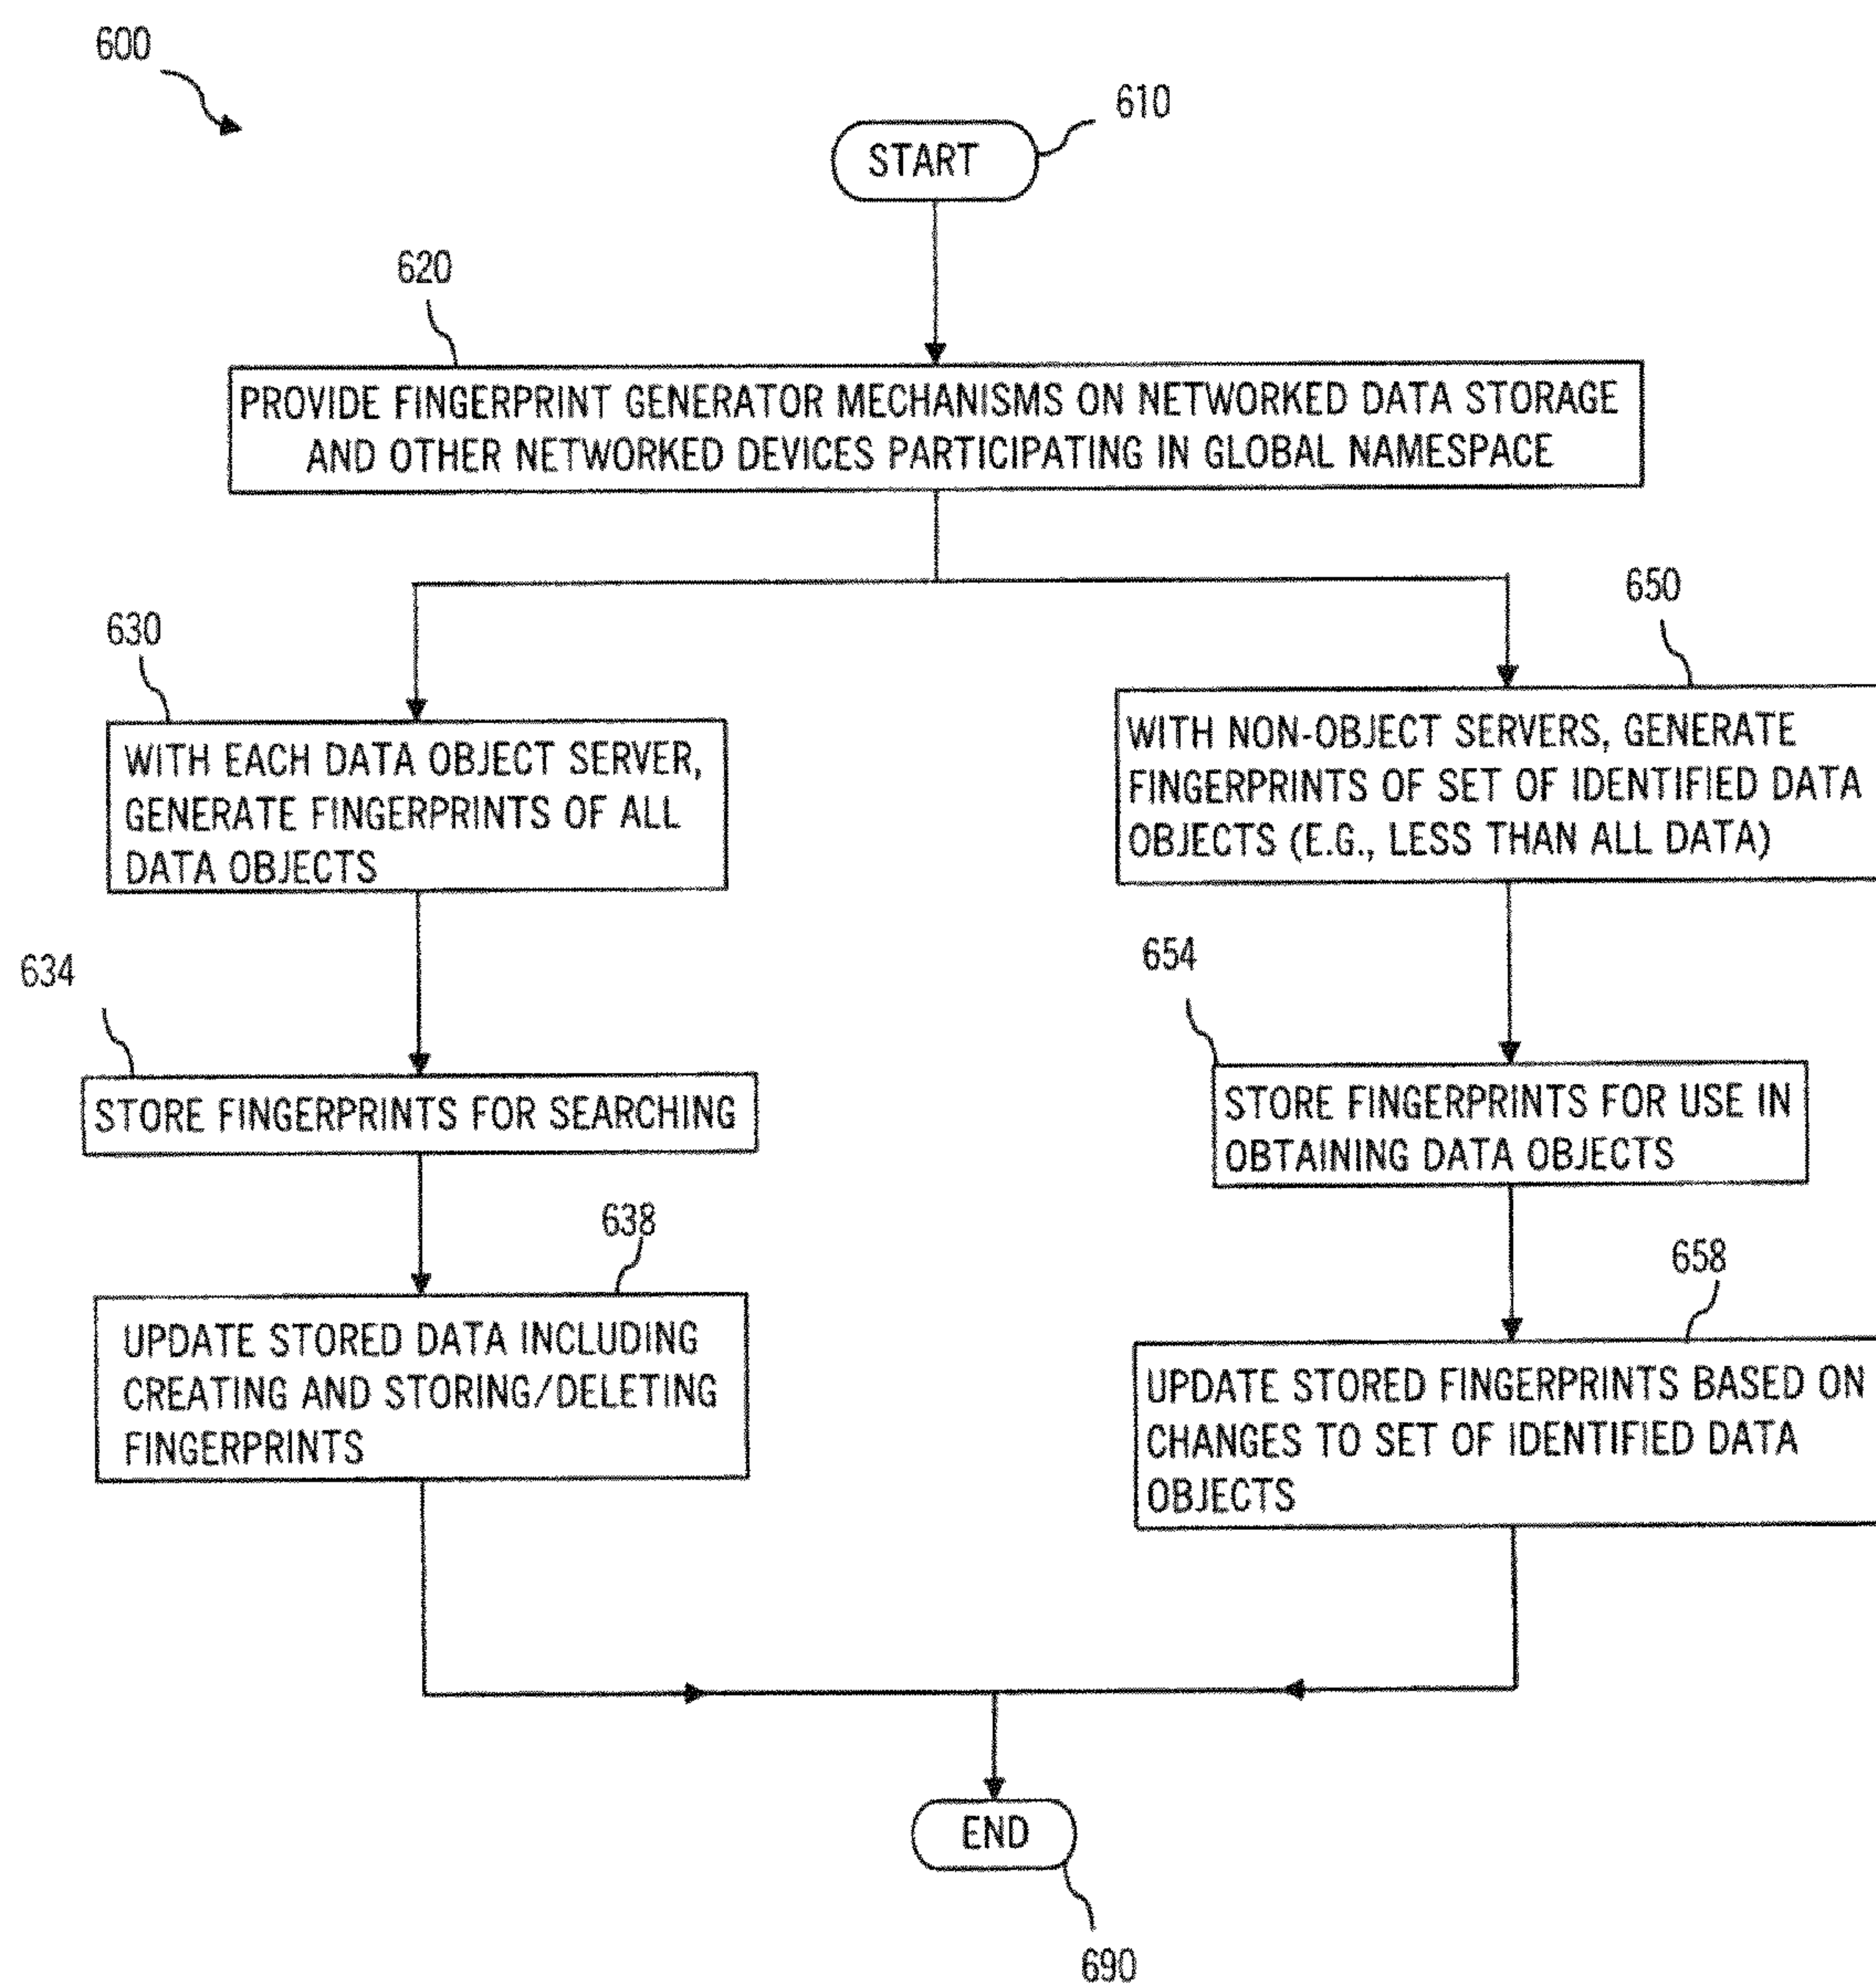 600
610
START
620
PROVIDE FINGERPRINT GENERATOR MECHANISMS ON NETWORKED DATA STORAGE
AND OTHER NETWORKED DEVICES PARTICIPATING IN GLOBAL NAMESPACE
630
WITH EACH DATA OBJECT SERVER,
GENERATE FINGERPRINTS OF ALL
DATA OBJECTS
634
STORE FINGERPRINTS FOR SEARCHING
638
UPDATE STORED DATA INCLUDING
CREATING AND STORING/DELETING
FINGERPRINTS
650
WITH NON-OBJECT SERVERS, GENERATE
FINGERPRINTS OF SET OF IDENTIFIED DATA
OBJECTS (E.G., LESS THAN ALL DATA)
654
STORE FINGERPRINTS FOR USE IN
OBTAINING DATA OBJECTS
658
UPDATE STORED FINGERPRINTS BASED ON
CHANGES TO SET OF IDENTIFIED DATA
OBJECTS
END
690